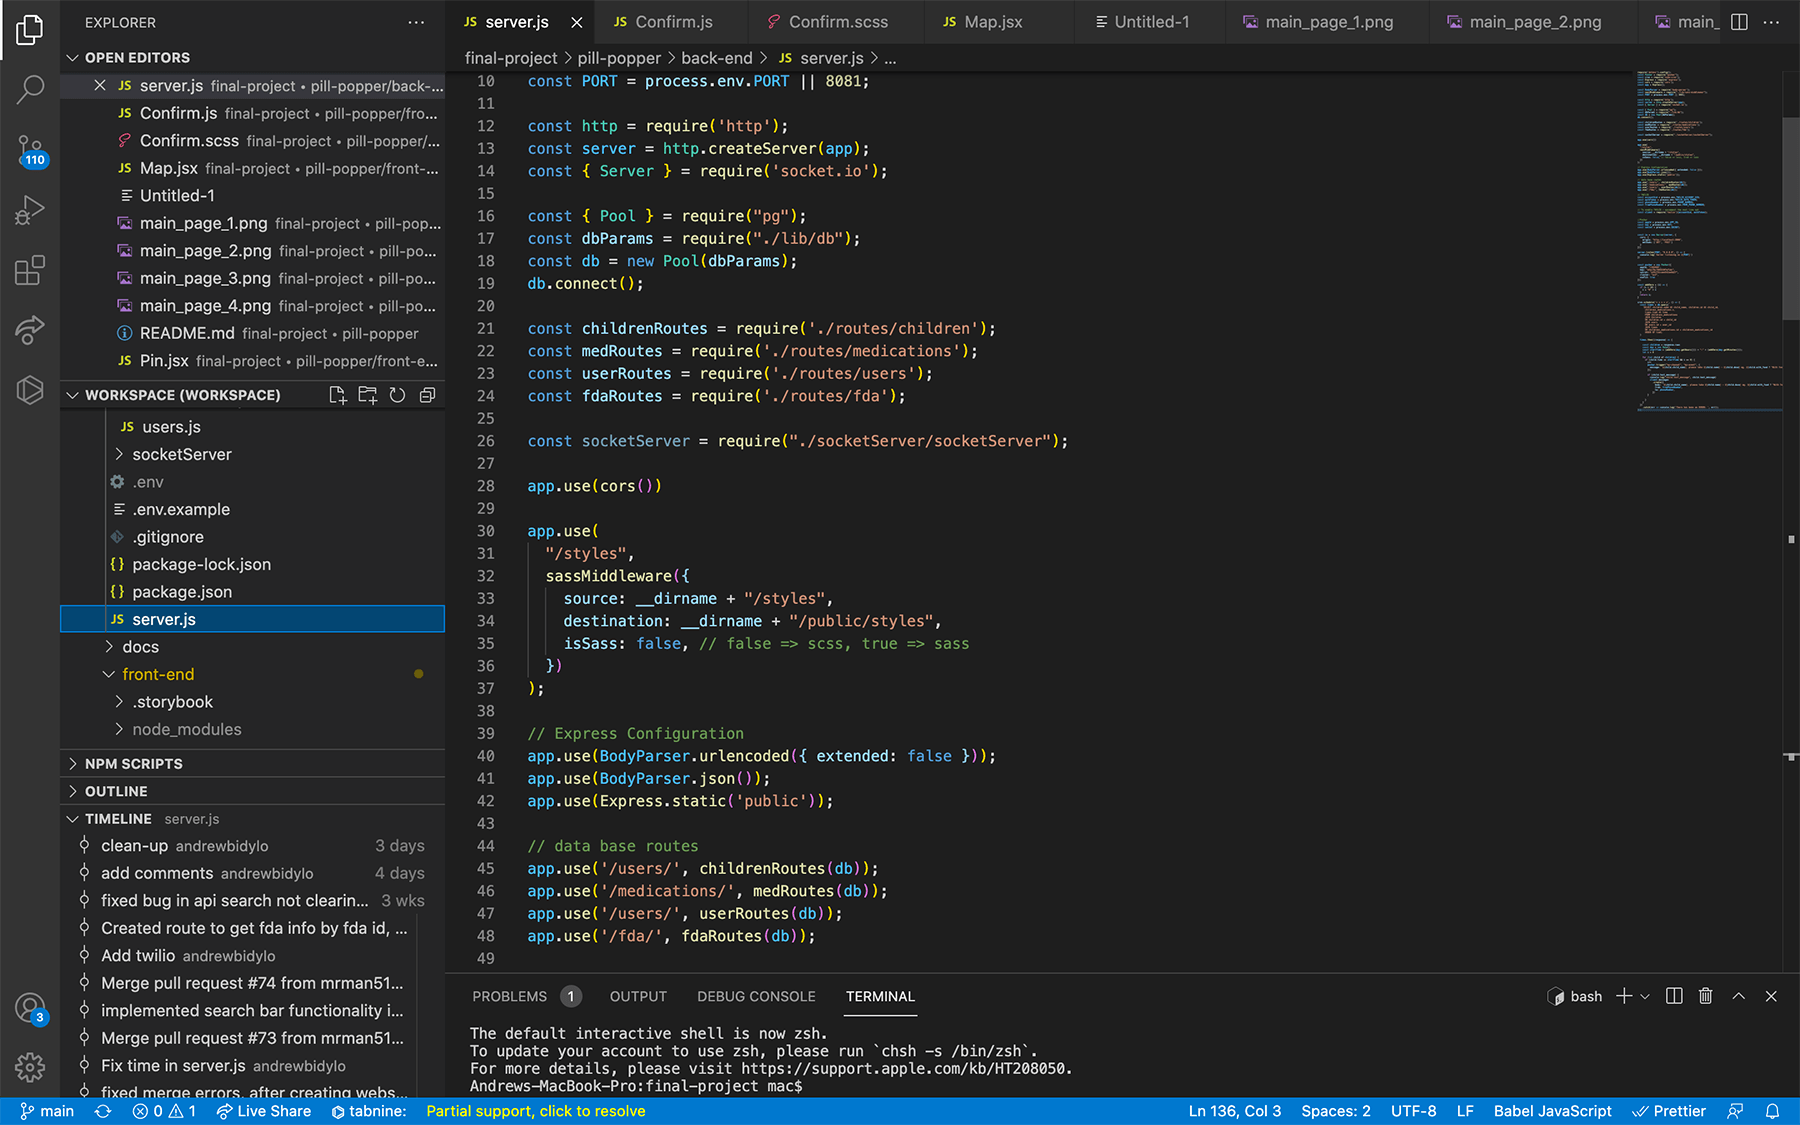 EXPLORER
OPEN EDITORS
JS server.js final-project • pill-popper/back-...
JS Confirm.js final-project • pill-popper/fro...
Confirm.scss final-project • pill-popper/...
JS Map.jsx final-project • pill-popper/front-...
Untitled-1
main_page_1.png final-project • pill-pop...
main_page_2.png final-project • pill-po...
main_page_3.png final-project • pill-po...
main_page_4.png final-project • pill-po...
README.md final-project • pill-popper
JS Pin.jsx final-project • pill-popper/front-e...
WORKSPACE (WORKSPACE)
JS users.js
socketServer
.env
.env.example
.gitignore
{} package-lock.json
{} package.json
JS server.js
docs
front-end
.storybook
node_modules
NPM SCRIPTS
OUTLINE
TIMELINE server.js
clean-up andrewbidylo 3 days
add comments andrewbidylo 4 days
fixed bug in api search not clearin... 3 wks
Created route to get fda info by fda id, ...
Add twilio andrewbidylo
Merge pull request #74 from mrman51...
implemented search bar functionality i...
Merge pull request #73 from mrman51...
Fix time in server.js andrewbidylo
fixed merge errors, after creating webs...
110
3
JS server.js JS Confirm.js Confirm.scss JS Map.jsx Untitled-1 main_page_1.png main_page_2.png main_
final-project > pill-popper > back-end > JS server.js > ...
10 const PORT = process.env.PORT || 8081;
11
12 const http = require('http');
13 const server = http.createServer(app);
14 const { Server } = require('socket.io');
15
16 const { Pool } = require("pg");
17 const dbParams = require("./lib/db");
18 const db = new Pool(dbParams);
19 db.connect();
20
21 const childrenRoutes = require('./routes/children');
22 const medRoutes = require('./routes/medications');
23 const userRoutes = require('./routes/users');
24 const fdaRoutes = require('./routes/fda');
25
26 const socketServer = require("./socketServer/socketServer");
27
28 app.use(cors())
29
30 app.use(
31 "/styles",
32 sassMiddleware({
33 source: __dirname + "/styles",
34 destination: __dirname + "/public/styles",
35 isSass: false, // false => scss, true => sass
36 })
37 );
38
39 // Express Configuration
40 app.use(BodyParser.urlencoded({ extended: false }));
41 app.use(BodyParser.json());
42 app.use(Express.static('public'));
43
44 // data base routes
45 app.use('/users/', childrenRoutes(db));
46 app.use('/medications/', medRoutes(db));
47 app.use('/users/', userRoutes(db));
48 app.use('/fda/', fdaRoutes(db));
49
PROBLEMS 1 OUTPUT DEBUG CONSOLE TERMINAL bash
The default interactive shell is now zsh.
To update your account to use zsh, please run `chsh -s /bin/zsh`.
For more details, please visit https://support.apple.com/kb/HT208050.
Andrews-MacBook-Pro:final-project mac$
main 0 1 Live Share tabnine: Partial support, click to resolve Ln 136, Col 3 Spaces: 2 UTF-8 LF Babel JavaScript Prettier